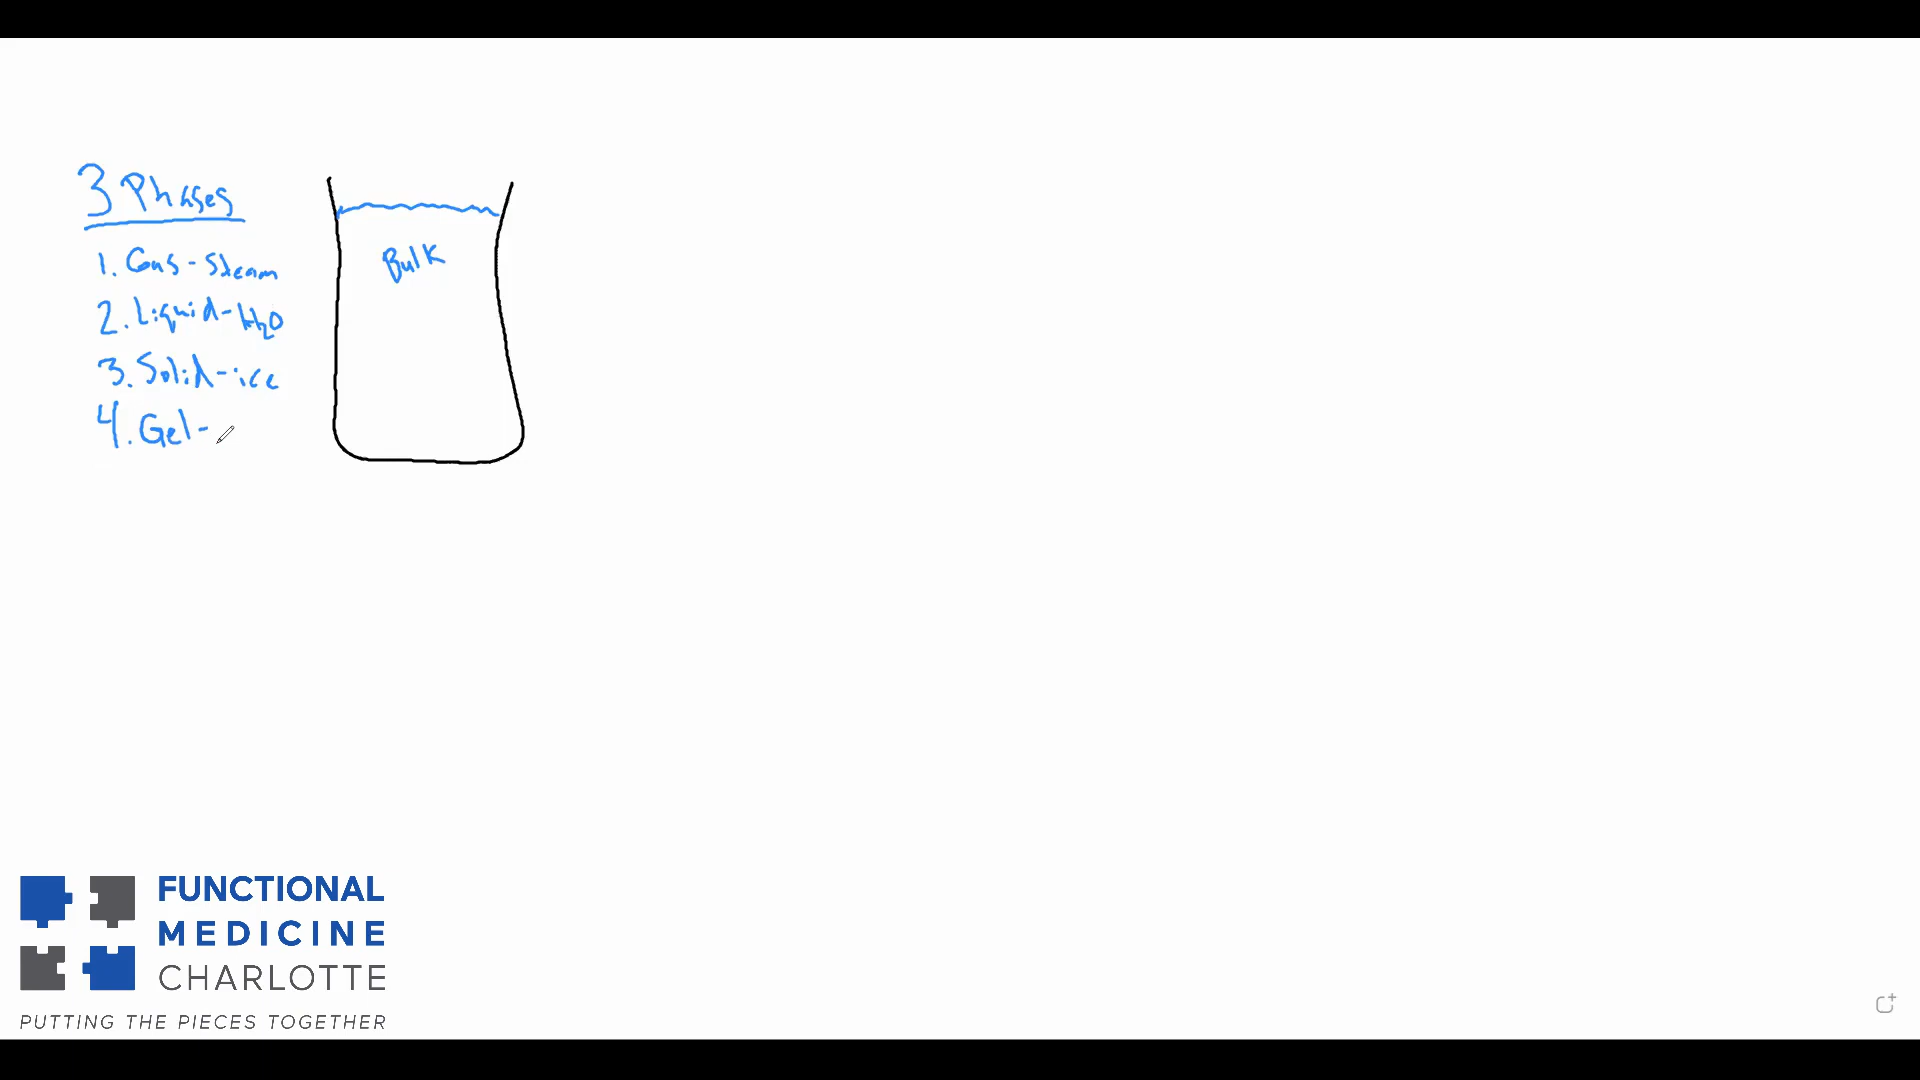 3 Phases
1. Gas - Steam
2. Liquid - H2O
3. Solid - ice
4. Gel -
Bulk
FUNCTIONAL
MEDICINE
CHARLOTTE
PUTTING THE PIECES TOGETHER